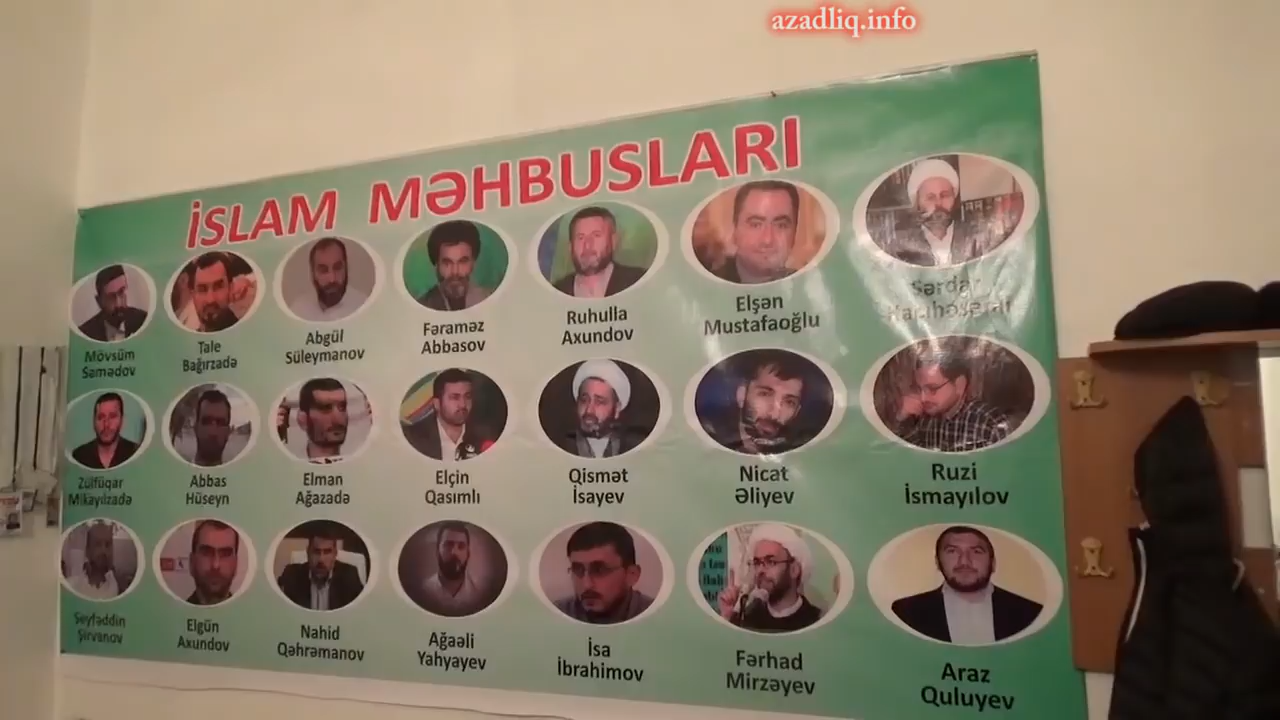 azadliq.info
İSLAM MƏHBUSLARI
Mövsüm
Səmədov
Tale
Bağırzadə
Abgül
Süleymanov
Fəraməz
Abbasov
Ruhulla
Axundov
Elşən
Mustafaoğlu
Sərdar
Zülfüqar
Mikayılzadə
Abbas
Hüseyn
Elman
Ağazadə
Elçin
Qasımlı
Qismət
İsayev
Nicat
Əliyev
Ruzi
İsmayılov
Seyfəddin
Şirvanov
Elgün
Axundov
Nahid
Qəhrəmanov
Ağaəli
Yahyayev
İsa
İbrahimov
Fərhad
Mirzəyev
Araz
Quluyev